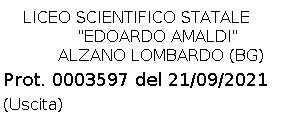 LICEO SCIENTIFICO STATALE
"EDOARDO AMALDI"
ALZANO LOMBARDO (BG)
Prot. 0003597 del 21/09/2021
(Uscita)